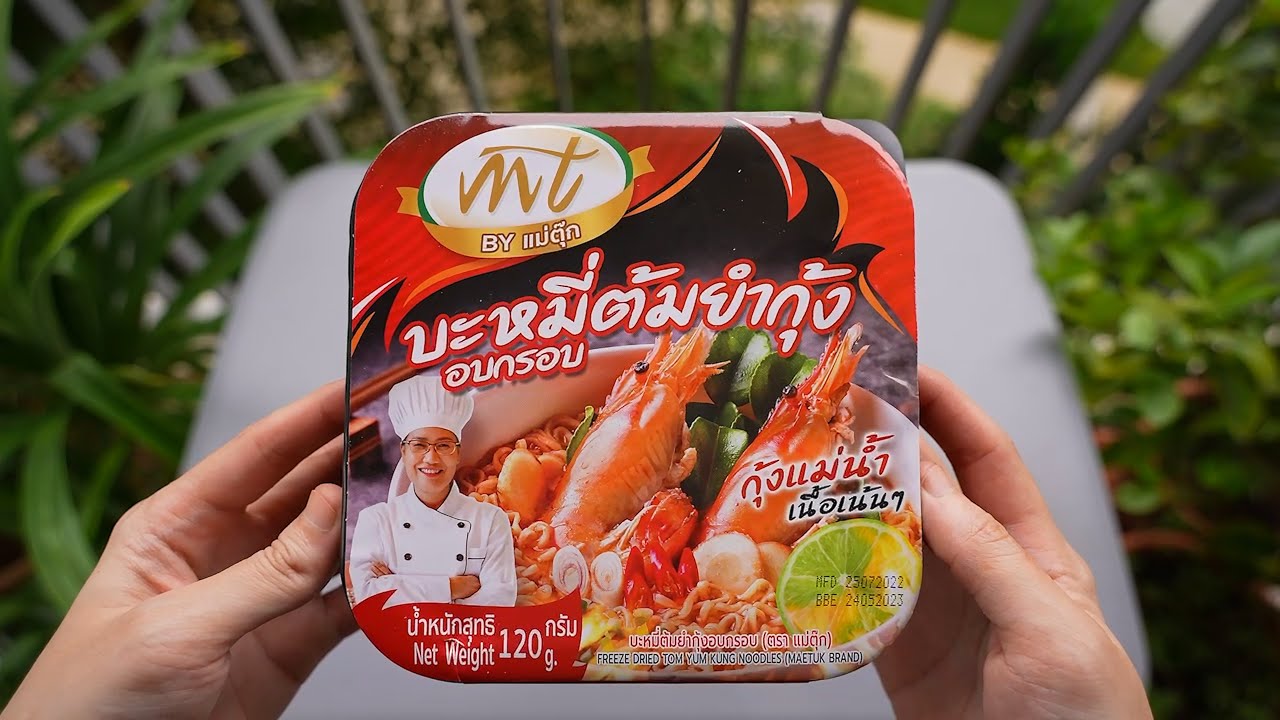 mt
BY แม่ตุ๊ก
บะหมี่ต้มยำกุ้ง
อบกรอบ
กุ้งแม่น้ำ
เนื้อเน้นๆ
MFD 25072022
BBE 24052023
น้ำหนักสุทธิ 120 กรัม
Net Weight g.
บะหมี่ต้มยำกุ้งอบกรอบ (ตรา แม่ตุ๊ก)
FREEZE DRIED TOM YUM KUNG NOODLES (MAETUK BRAND)